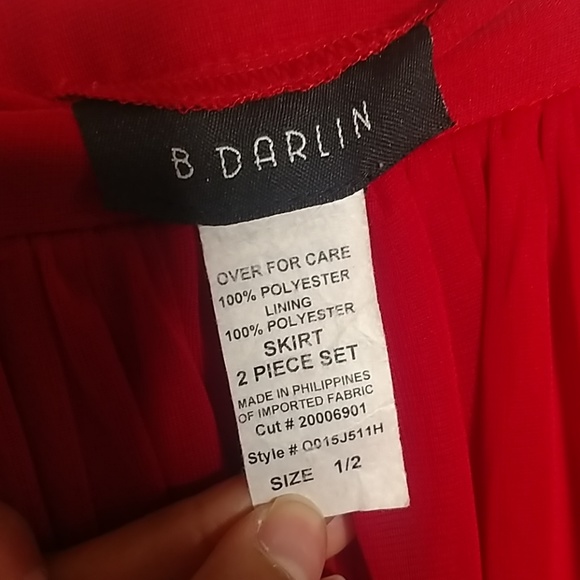 B. DARLIN
OVER FOR CARE
100% POLYESTER
LINING
100% POLYESTER
SKIRT
2 PIECE SET
MADE IN PHILIPPINES
OF IMPORTED FABRIC
Cut # 20006901
Style # Q015J511H
SIZE 1/2